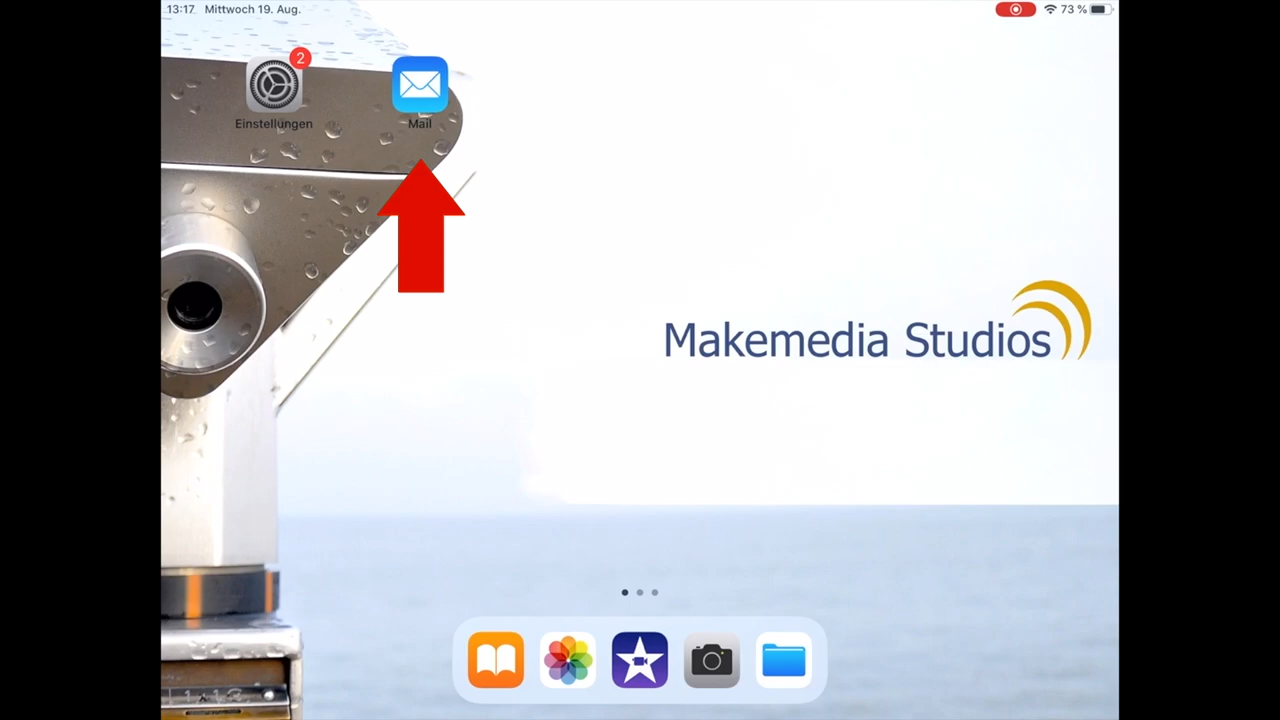 13:17 Mittwoch 19. Aug.
73 %
2
Einstellungen
Mail
Makemedia Studios